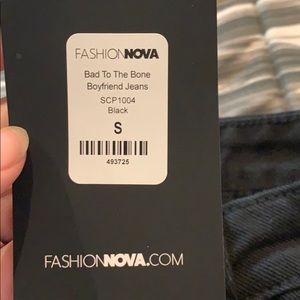 FASHIONNOVA
Bad To The Bone
Boyfriend Jeans
SCP1004
Black
S
493725
FASHIONNOVA.COM